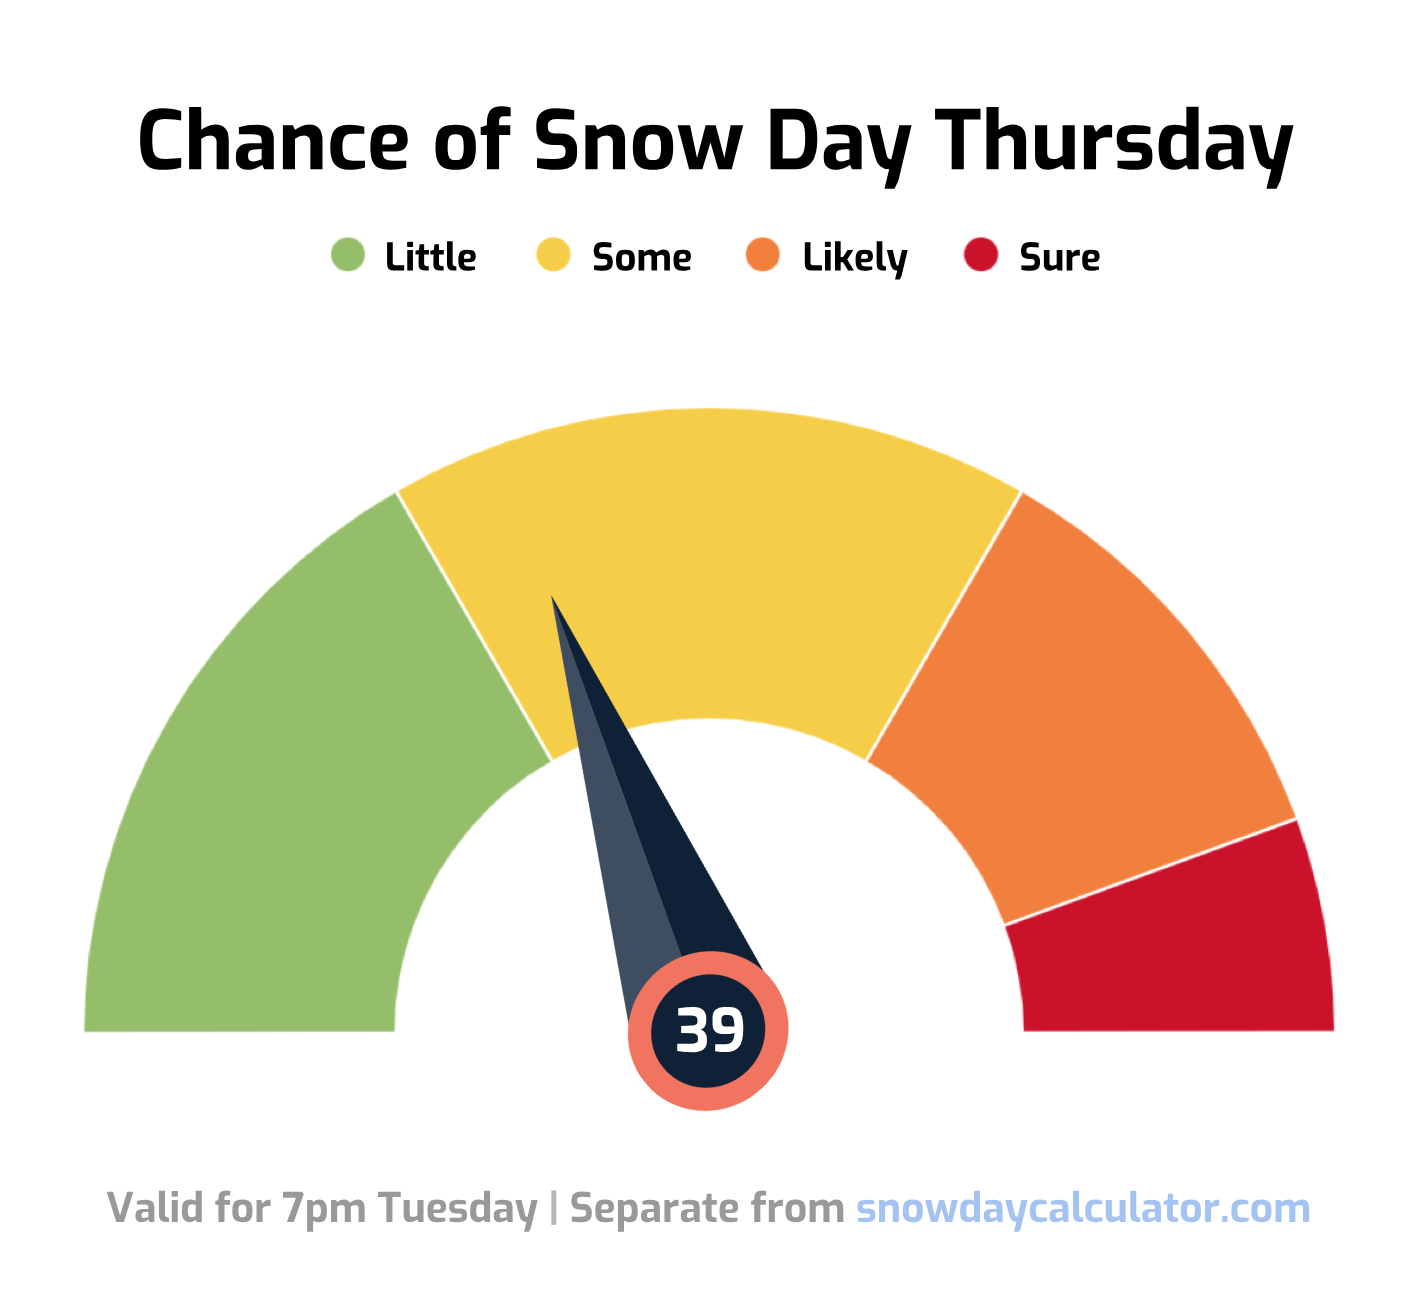 Chance of Snow Day Thursday
Little Some Likely Sure
39
Valid for 7pm Tuesday | Separate from snowdaycalculator.com